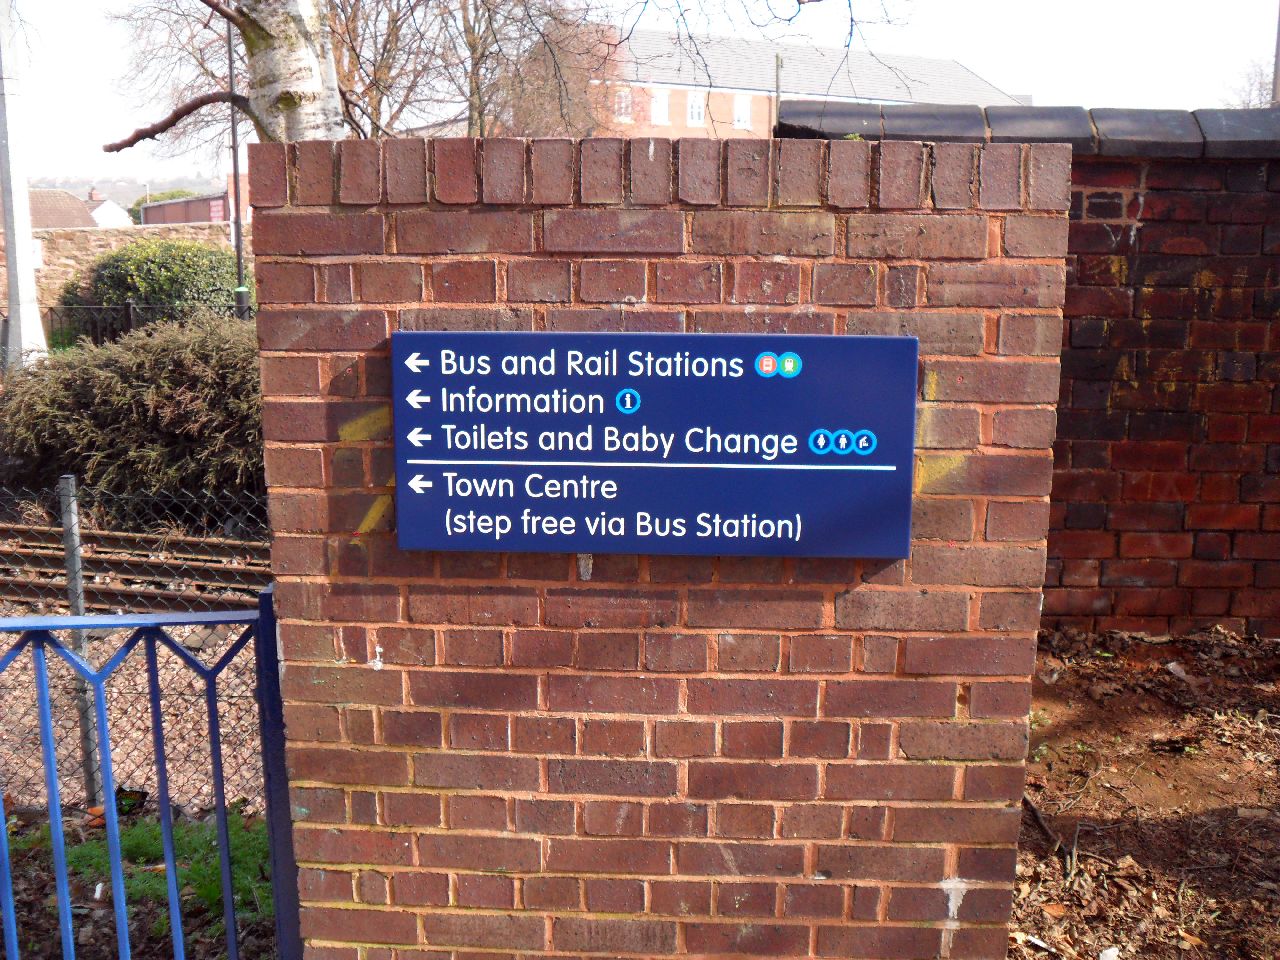 ← Bus and Rail Stations
← Information i
← Toilets and Baby Change
← Town Centre
(step free via Bus Station)